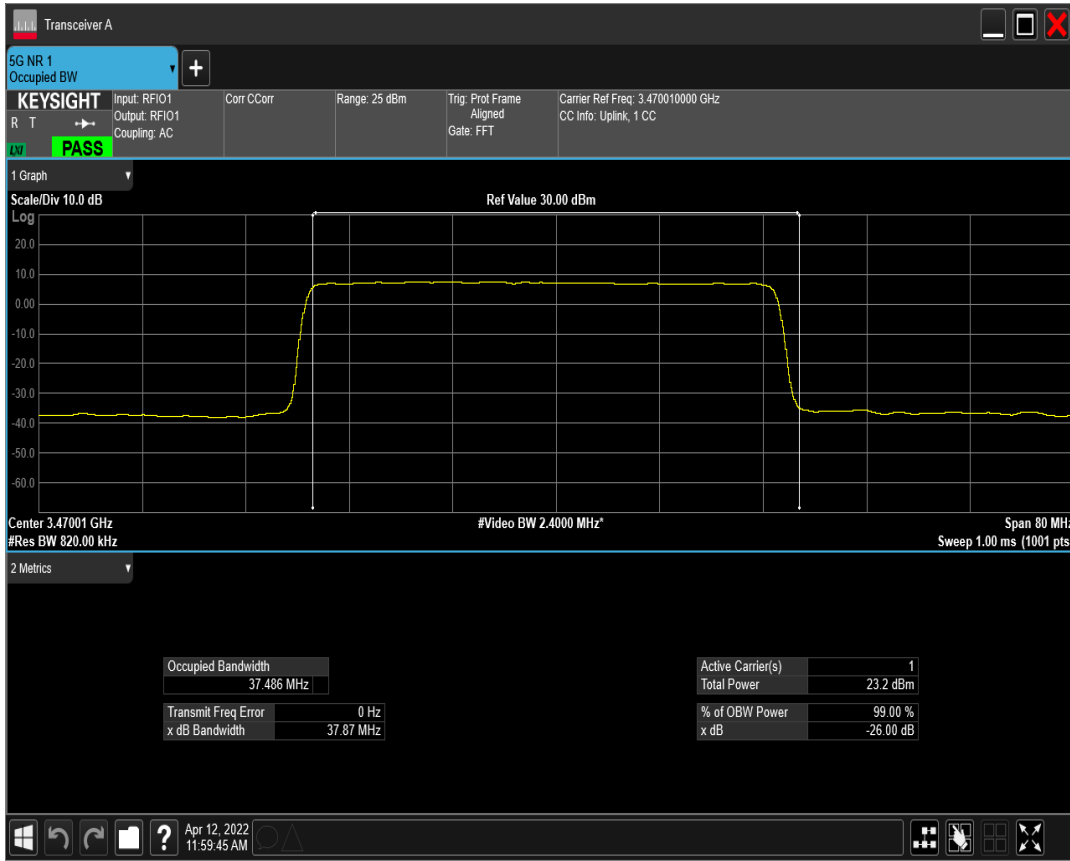 Transceiver A
5G NR 1
Occupied BW
+
KEYSIGHT
R T
LXI
PASS
Input: RFIO1
Output: RFIO1
Coupling: AC
Corr CCorr
Range: 25 dBm
Trig: Prot Frame
Aligned
Gate: FFT
Carrier Ref Freq: 3.470010000 GHz
CC Info: Uplink, 1 CC
1 Graph
Scale/Div 10.0 dB
Ref Value 30.00 dBm
Log
20.0
10.0
0.00
-10.0
-20.0
-30.0
-40.0
-50.0
-60.0
Center 3.47001 GHz
#Video BW 2.4000 MHz*
Span 80 MHz
#Res BW 820.00 kHz
Sweep 1.00 ms (1001 pts
2 Metrics
Occupied Bandwidth
37.486 MHz
Transmit Freq Error 0 Hz
x dB Bandwidth 37.87 MHz
Active Carrier(s) 1
Total Power 23.2 dBm
% of OBW Power 99.00 %
x dB -26.00 dB
?
Apr 12, 2022
11:59:45 AM